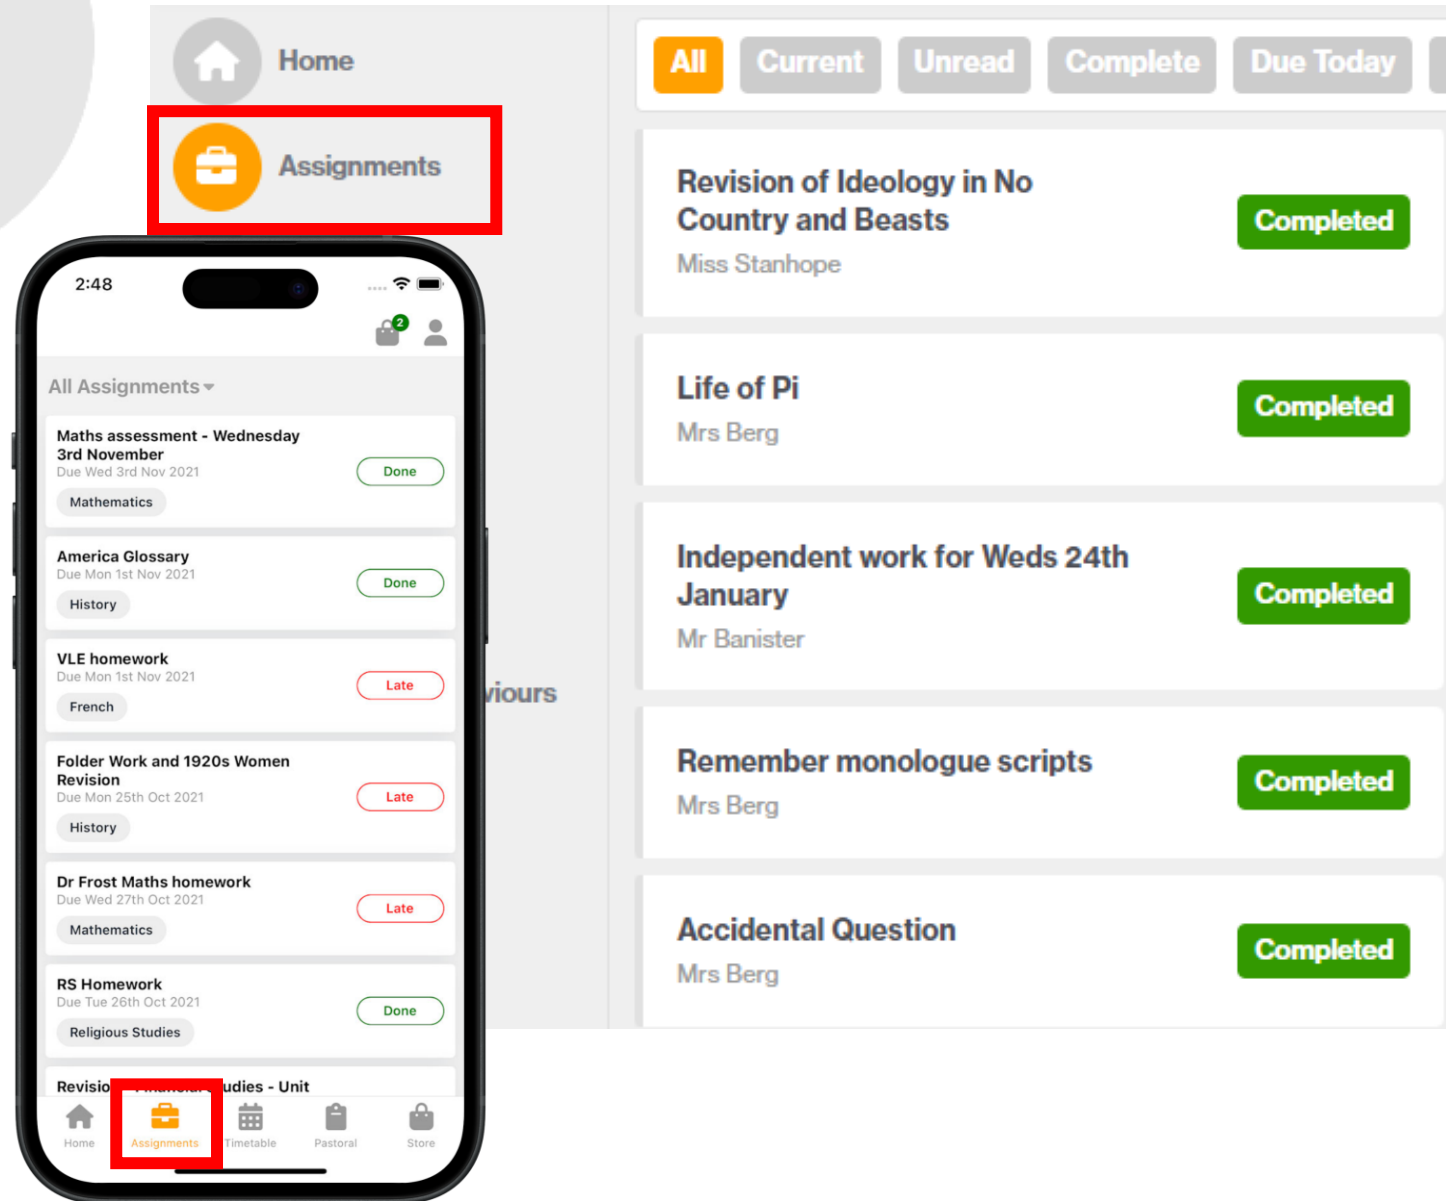 Home
Assignments
viours
All Current Unread Complete Due Today
Revision of Ideology in No
Country and Beasts
Miss Stanhope
Completed
Life of Pi
Mrs Berg
Completed
Independent work for Weds 24th
January
Mr Banister
Completed
Remember monologue scripts
Mrs Berg
Completed
Accidental Question
Mrs Berg
Completed
2:48
2
All Assignments
Maths assessment - Wednesday
3rd November
Due Wed 3rd Nov 2021
Mathematics
Done
America Glossary
Due Mon 1st Nov 2021
History
Done
VLE homework
Due Mon 1st Nov 2021
French
Late
Folder Work and 1920s Women
Revision
Due Mon 25th Oct 2021
History
Late
Dr Frost Maths homework
Due Wed 27th Oct 2021
Mathematics
Late
RS Homework
Due Tue 26th Oct 2021
Religious Studies
Done
udies - Unit
Home Assignments Timetable Pastoral Store